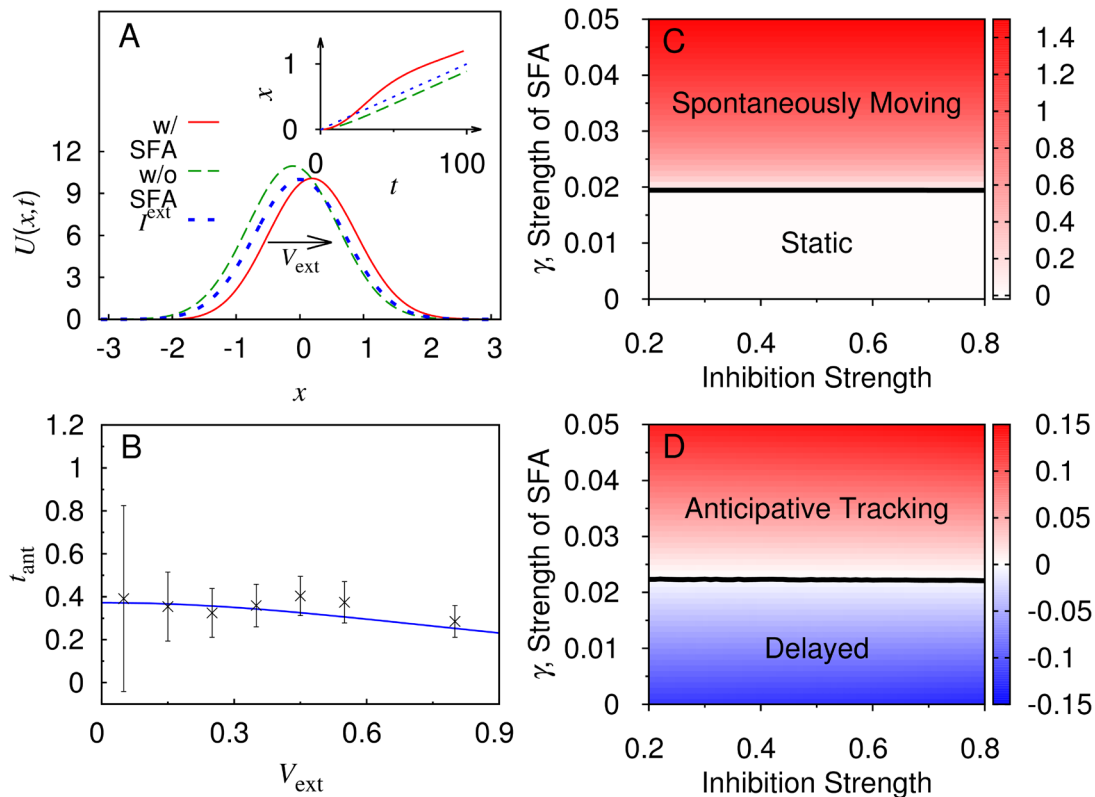 A
w/
SFA
w/o
SFA
I^ext
U(x,t)
12
9
6
3
0
-3 -2 -1 0 1 2 3
x
V_ext
x
1
0
0 100
t
B
t_ant
1.2
1
0.8
0.6
0.4
0.2
0
0 0.3 0.6 0.9
V_ext
C
γ, Strength of SFA
0.05
0.04
0.03
0.02
0.01
0
Spontaneously Moving
Static
0.2 0.4 0.6 0.8
Inhibition Strength
1.4
1.2
1
0.8
0.6
0.4
0.2
0
D
γ, Strength of SFA
0.05
0.04
0.03
0.02
0.01
0
Anticipative Tracking
Delayed
0.2 0.4 0.6 0.8
Inhibition Strength
0.15
0.1
0.05
0
-0.05
-0.1
-0.15